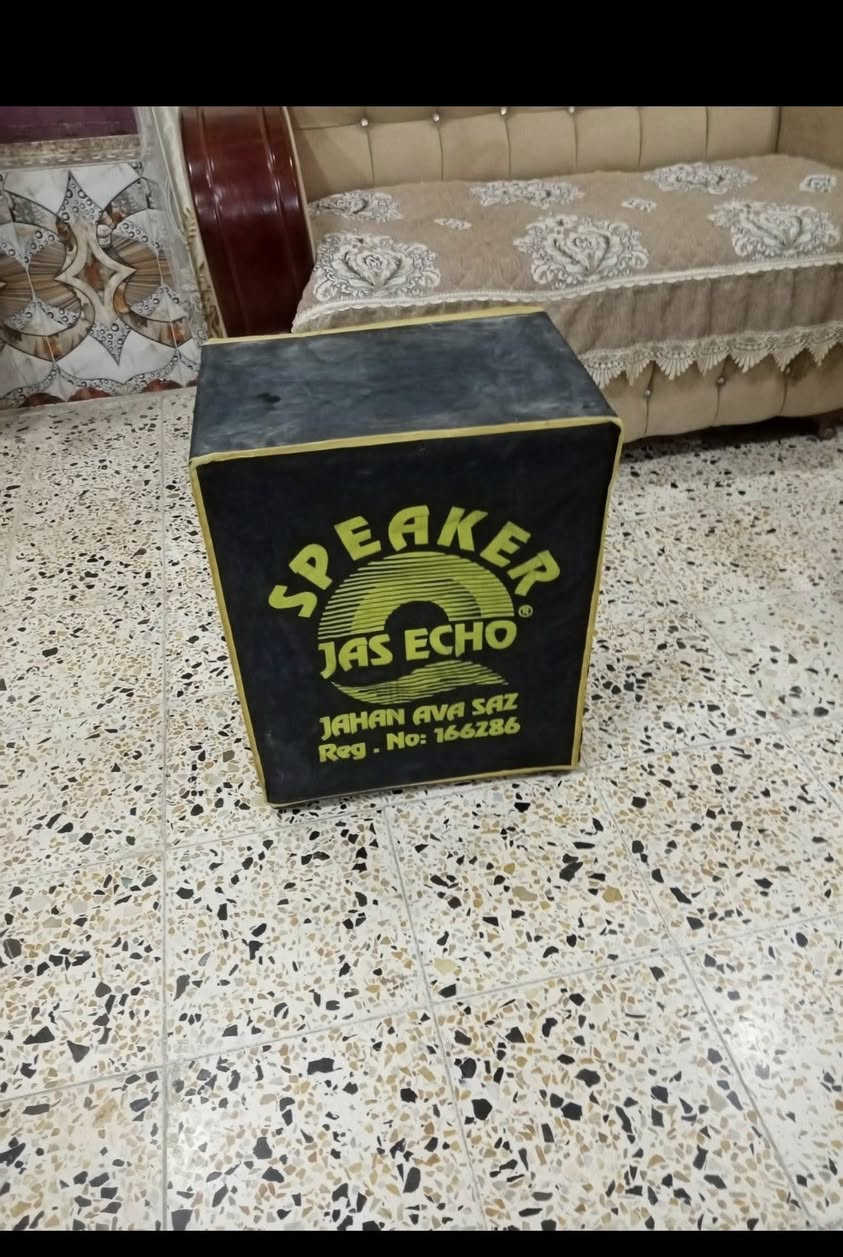 SPEAKER
JAS ECHO®
JAHAN AVA SAZ
Reg . No: 166286